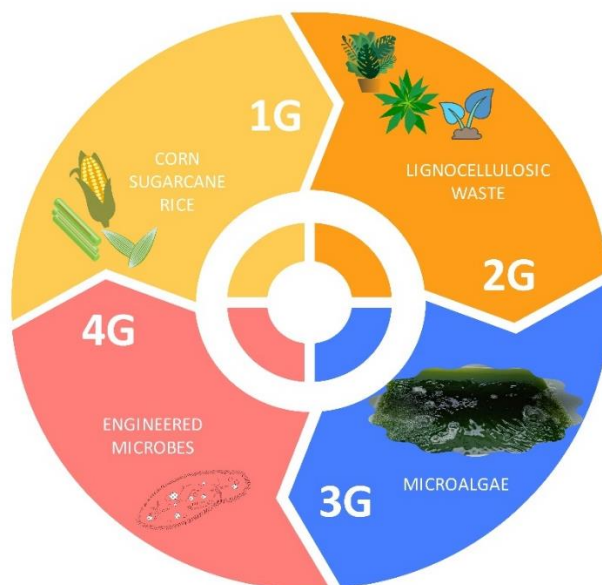 1G
CORN
SUGARCANE
RICE
LIGNOCELLULOSIC
WASTE
2G
3G
MICROALGAE
4G
ENGINEERED
MICROBES